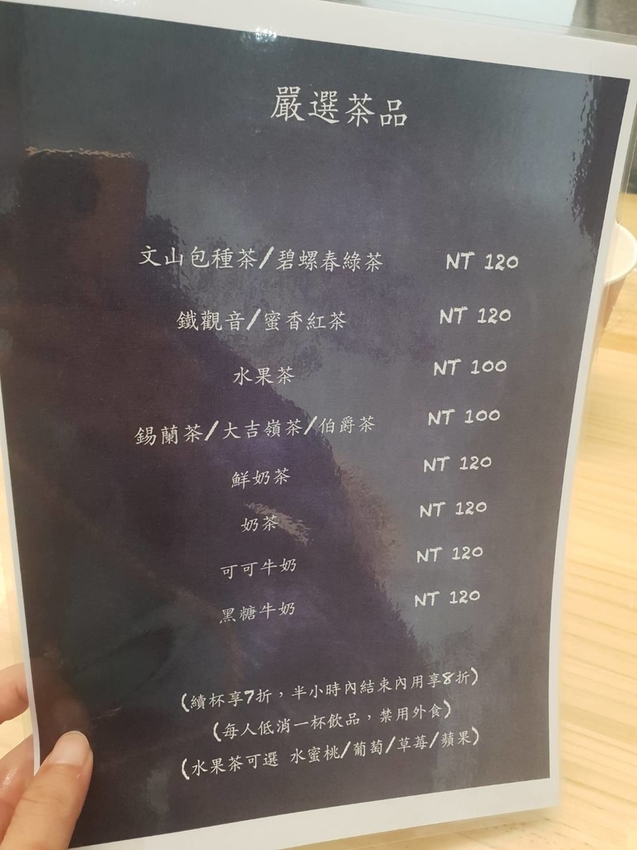 嚴選茶品
文山包種茶/碧螺春綠茶 NT 120
鐵觀音/蜜香紅茶 NT 120
水果茶 NT 100
錫蘭茶/大吉嶺茶/伯爵茶 NT 100
鮮奶茶 NT 120
奶茶 NT 120
可可牛奶 NT 120
黑糖牛奶 NT 120
(續杯享7折，半小時內結束內用享8折)
(每人低消一杯飲品，禁用外食)
(水果茶可選 水蜜桃/葡萄/草莓/蘋果)